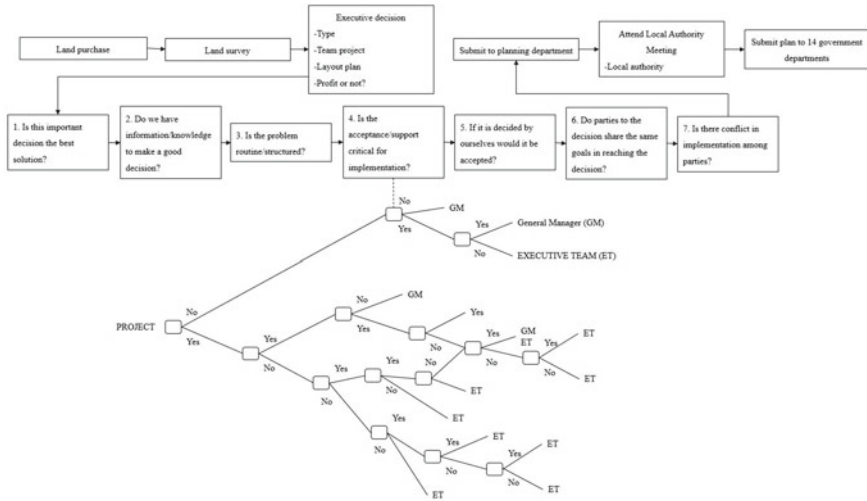 Executive decision
-Type
-Team project
-Layout plan
-Profit or not?
Land purchase
Land survey
Submit to planning department
Attend Local Authority
Meeting
-Local authority
Submit plan to 14 government
departments
1. Is this important
decision the best
solution?
2. Do we have
information/knowledge
to make a good
decision?
3. Is the problem
routine/structured?
4. Is the
acceptance/support
critical for
implementation?
5. If it is decided by
ourselves would it be
accepted?
6. Do parties to the
decision share the same
goals in reaching the
decision?
7. Is there conflict in
implementation among
parties?
No
GM
Yes
Yes
General Manager (GM)
No
EXECUTIVE TEAM (ET)
PROJECT
No
Yes
Yes
No
No
GM
Yes
Yes
No
Yes
GM
ET
No
Yes
ET
No
ET
Yes
No
Yes
No
No
ET
ET
Yes
No
Yes
ET
No
Yes
ET
No
ET
ET